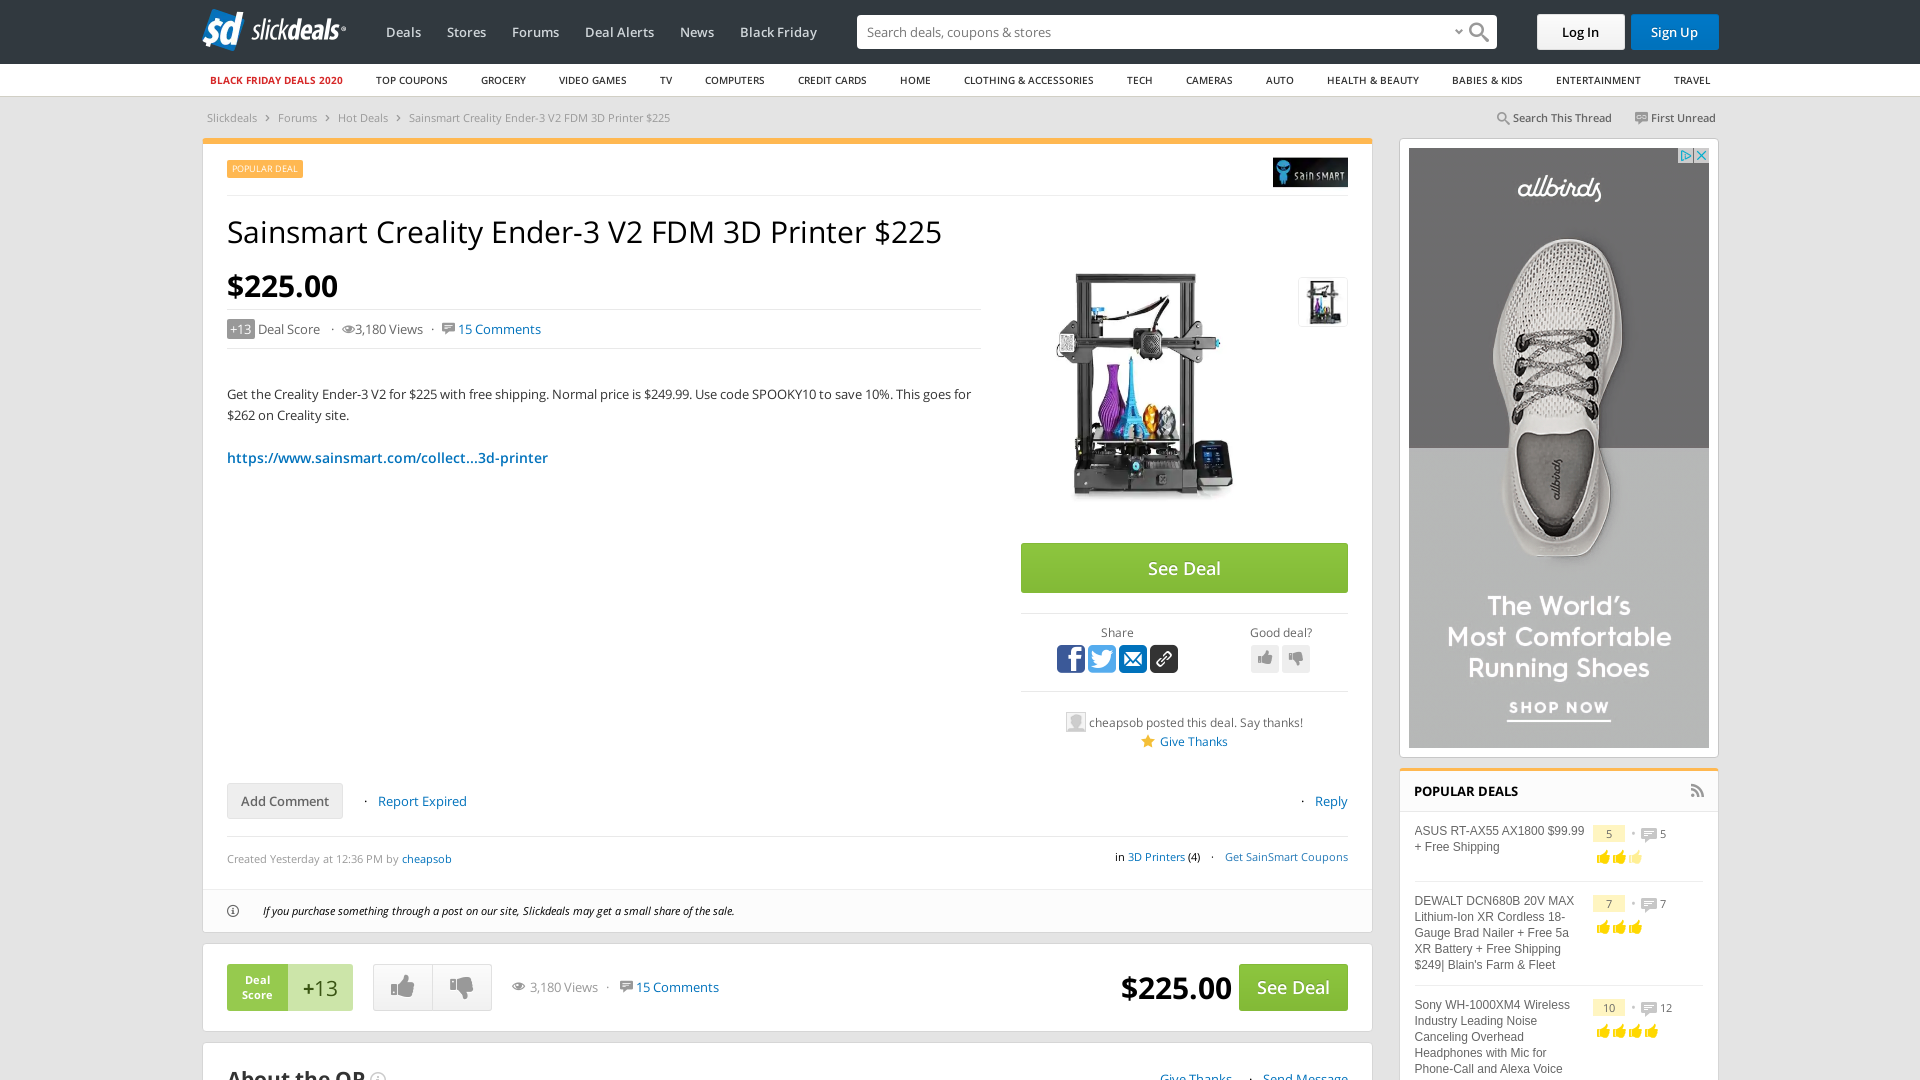 slickdeals
Deals
Stores
Forums
Deal Alerts
News
Black Friday
Search deals, coupons & stores
Log In
Sign Up
BLACK FRIDAY DEALS 2020
TOP COUPONS
GROCERY
VIDEO GAMES
TV
COMPUTERS
CREDIT CARDS
HOME
CLOTHING & ACCESSORIES
TECH
CAMERAS
AUTO
HEALTH & BEAUTY
BABIES & KIDS
ENTERTAINMENT
TRAVEL
Slickdeals > Forums > Hot Deals > Sainsmart Creality Ender-3 V2 FDM 3D Printer $225
Search This Thread
First Unread
POPULAR DEAL
SAINSMART
Sainsmart Creality Ender-3 V2 FDM 3D Printer $225
$225.00
+13 Deal Score · 3,180 Views · 15 Comments
Get the Creality Ender-3 V2 for $225 with free shipping. Normal price is $249.99. Use code SPOOKY10 to save 10%. This goes for
$262 on Creality site.
https://www.sainsmart.com/collect...3d-printer
See Deal
Share
Good deal?
cheapsob posted this deal. Say thanks!
Give Thanks
Add Comment
· Report Expired
· Reply
Created Yesterday at 12:36 PM by cheapsob
in 3D Printers (4) · Get SainSmart Coupons
If you purchase something through a post on our site, Slickdeals may get a small share of the sale.
Deal
Score
+13
3,180 Views · 15 Comments
$225.00
See Deal
About the OP
Give Thanks · Send Message
allbirds
allbirds
The World's
Most Comfortable
Running Shoes
SHOP NOW
POPULAR DEALS
ASUS RT-AX55 AX1800 $99.99
+ Free Shipping
5 • 5
DEWALT DCN680B 20V MAX
Lithium-Ion XR Cordless 18-
Gauge Brad Nailer + Free 5a
XR Battery + Free Shipping
$249| Blain's Farm & Fleet
7 • 7
Sony WH-1000XM4 Wireless
Industry Leading Noise
Canceling Overhead
Headphones with Mic for
Phone-Call and Alexa Voice
10 • 12